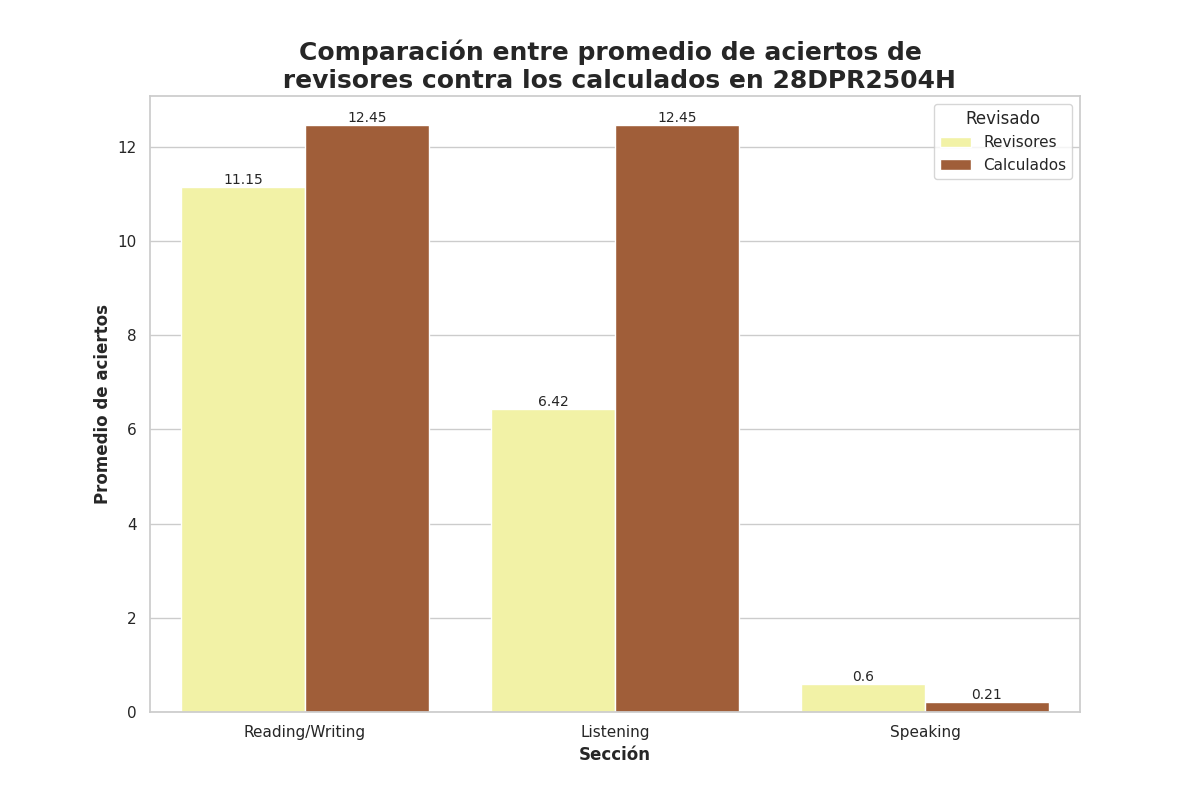 Comparación entre promedio de aciertos de
revisores contra los calculados en 28DPR2504H
Revisado
Revisores
Calculados
12.45
12.45
11.15
6.42
0.6
0.21
12
10
8
6
4
2
0
Promedio de aciertos
Reading/Writing
Listening
Speaking
Sección